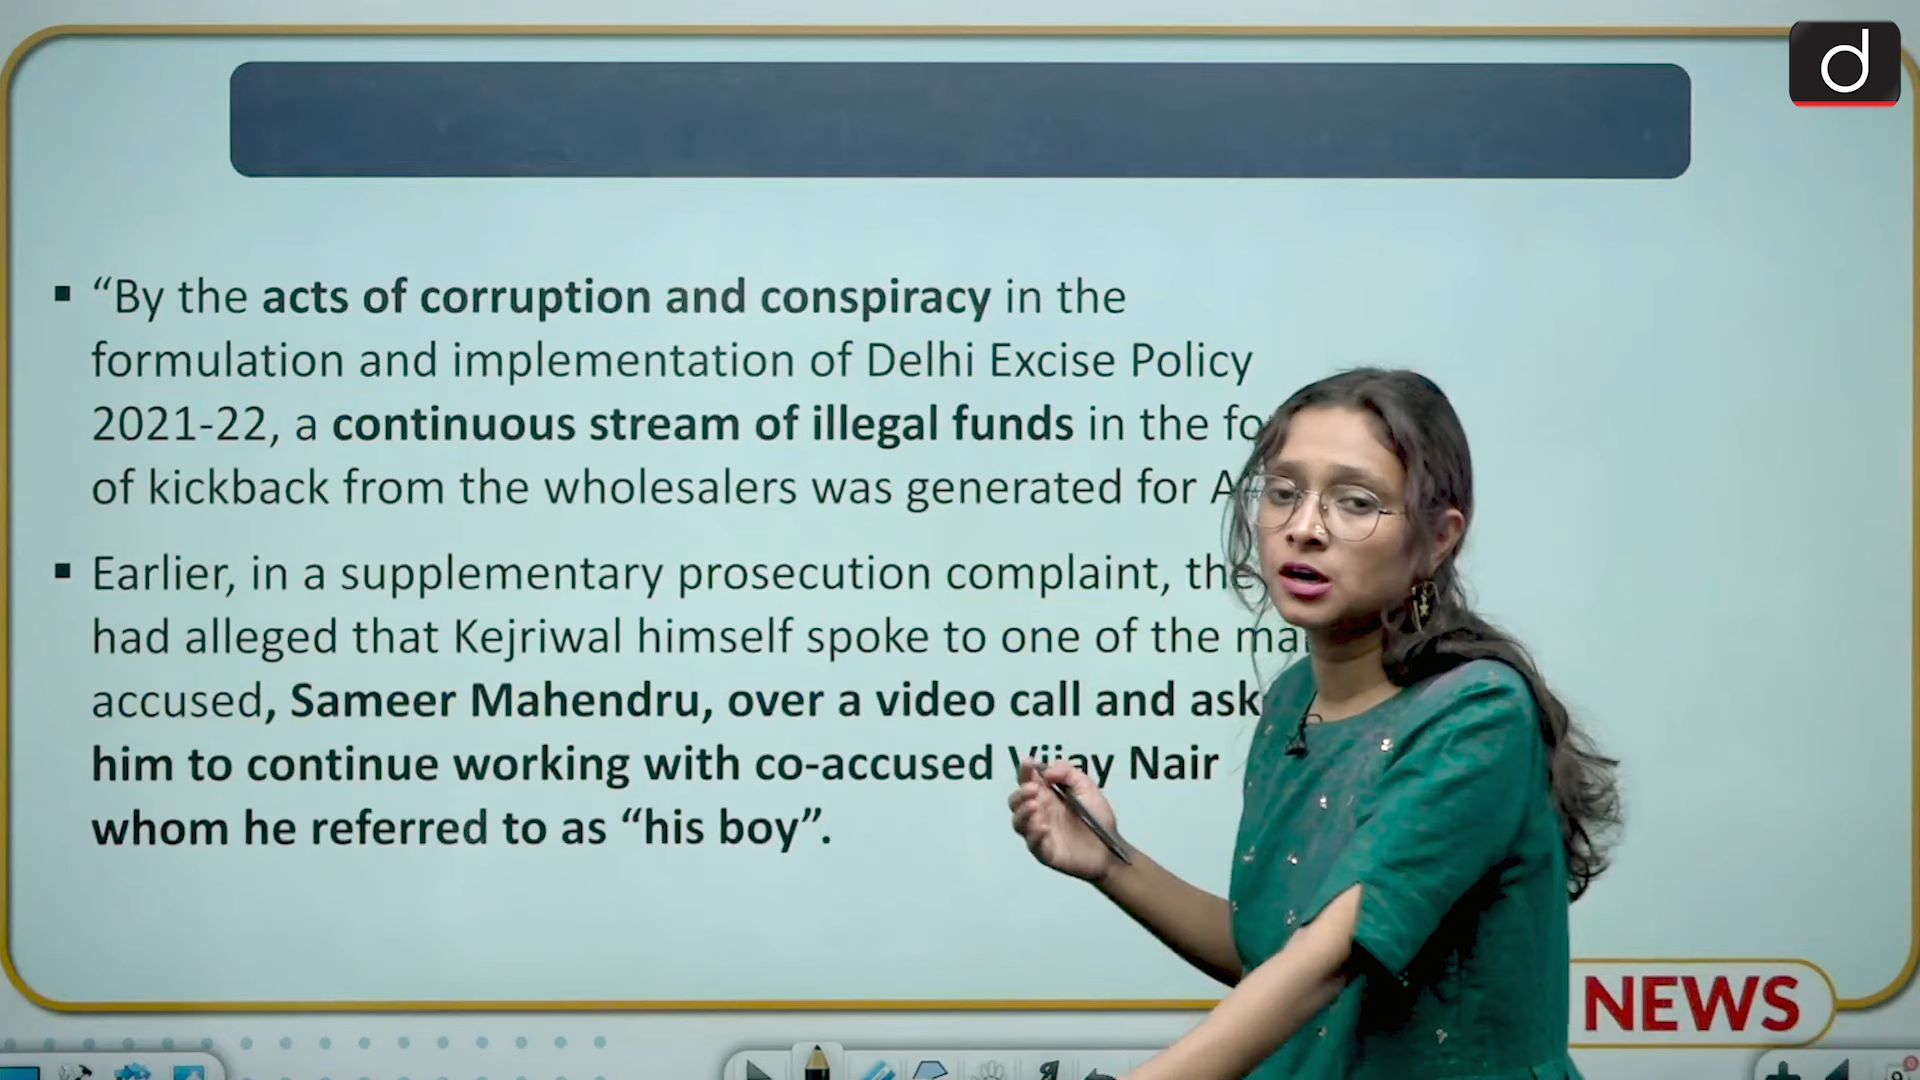 d
“By the acts of corruption and conspiracy in the
formulation and implementation of Delhi Excise Policy
2021-22, a continuous stream of illegal funds in the
of kickback from the wholesalers was generated for
Earlier, in a supplementary prosecution complaint, the
had alleged that Kejriwal himself spoke to one of the
accused, Sameer Mahendru, over a video call and
him to continue working with co-accused Vijay Nair
whom he referred to as “his boy”.
NEWS